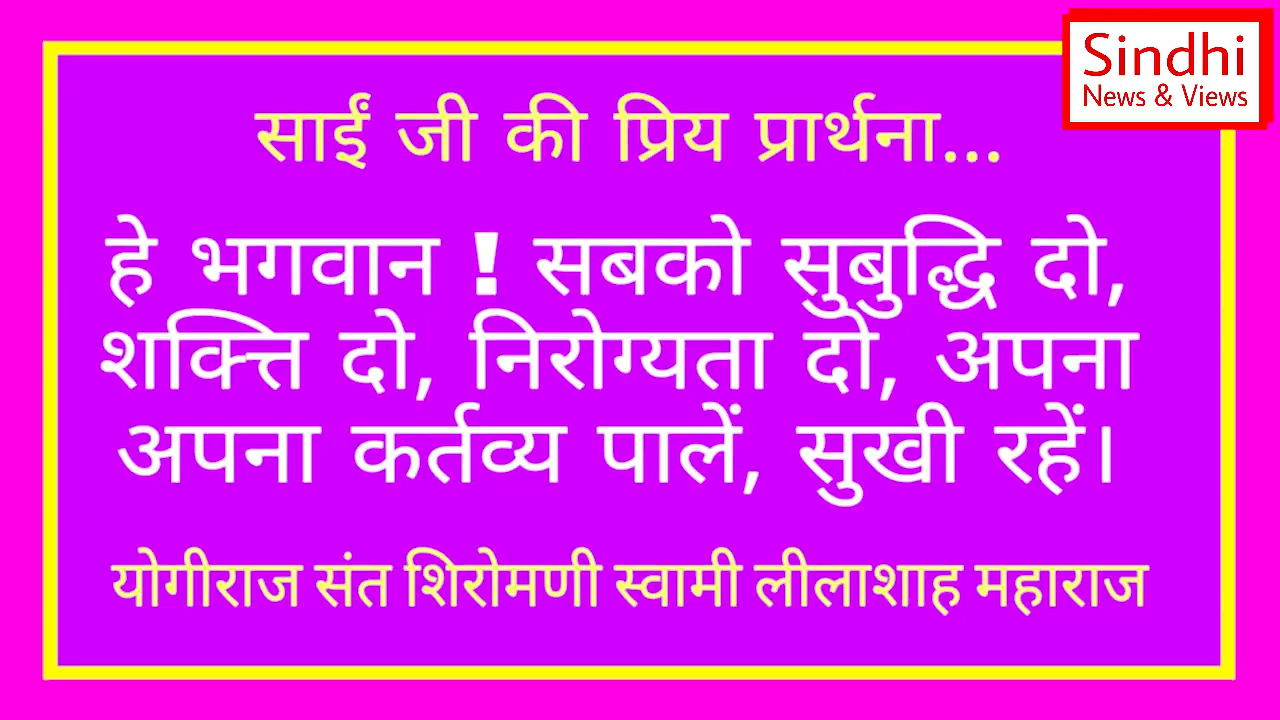 Sindhi
News & Views
साईं जी की प्रिय प्रार्थना...
हे भगवान ! सबको सुबुद्धि दो,
शक्ति दो, निरोग्यता दो, अपना
अपना कर्तव्य पालें, सुखी रहें।
योगीराज संत शिरोमणी स्वामी लीलाशाह महाराज